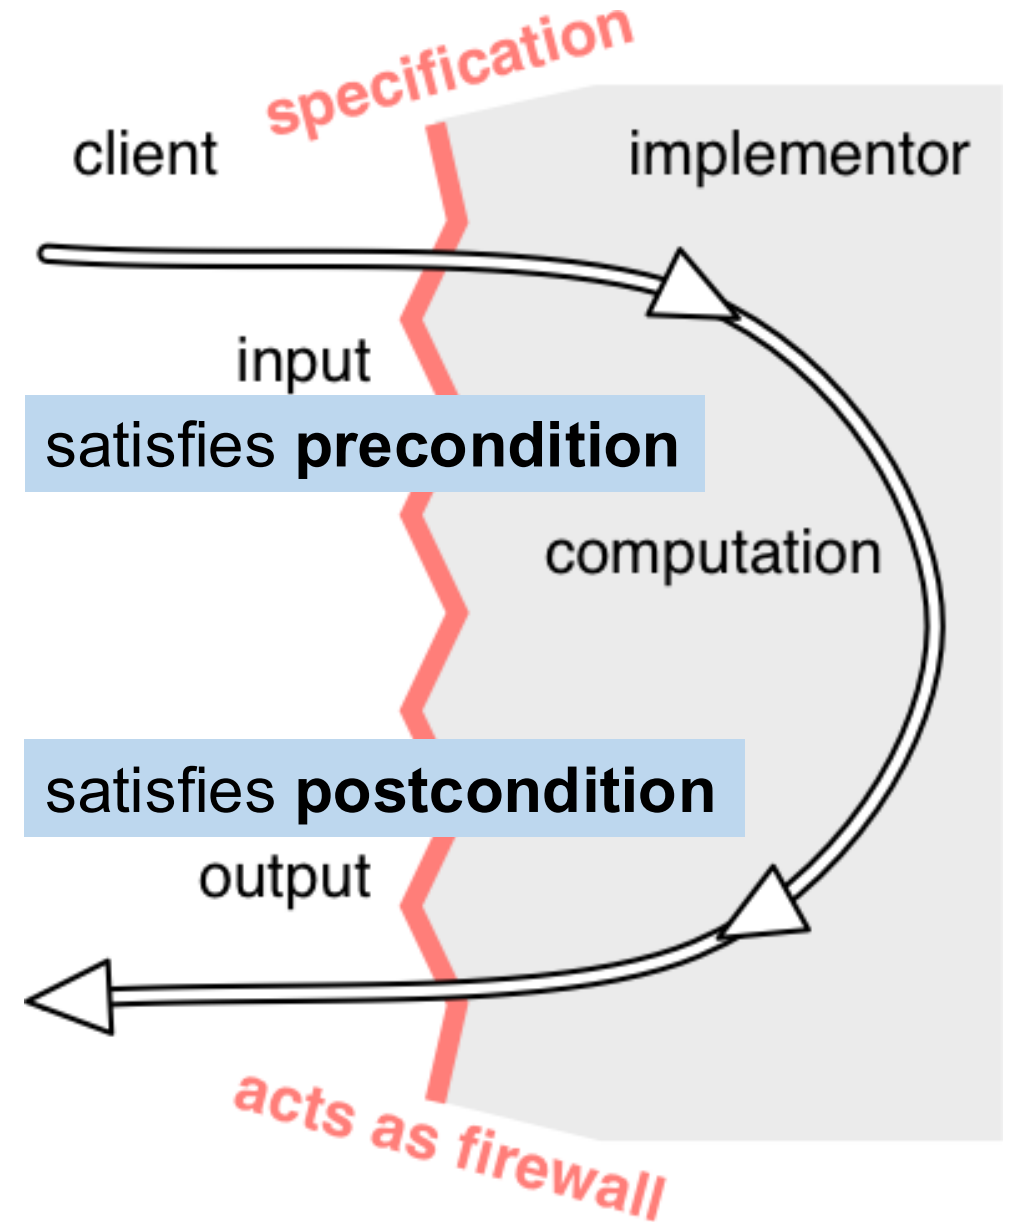 specification
client
implementor
input
satisfies precondition
computation
satisfies postcondition
output
acts as firewall